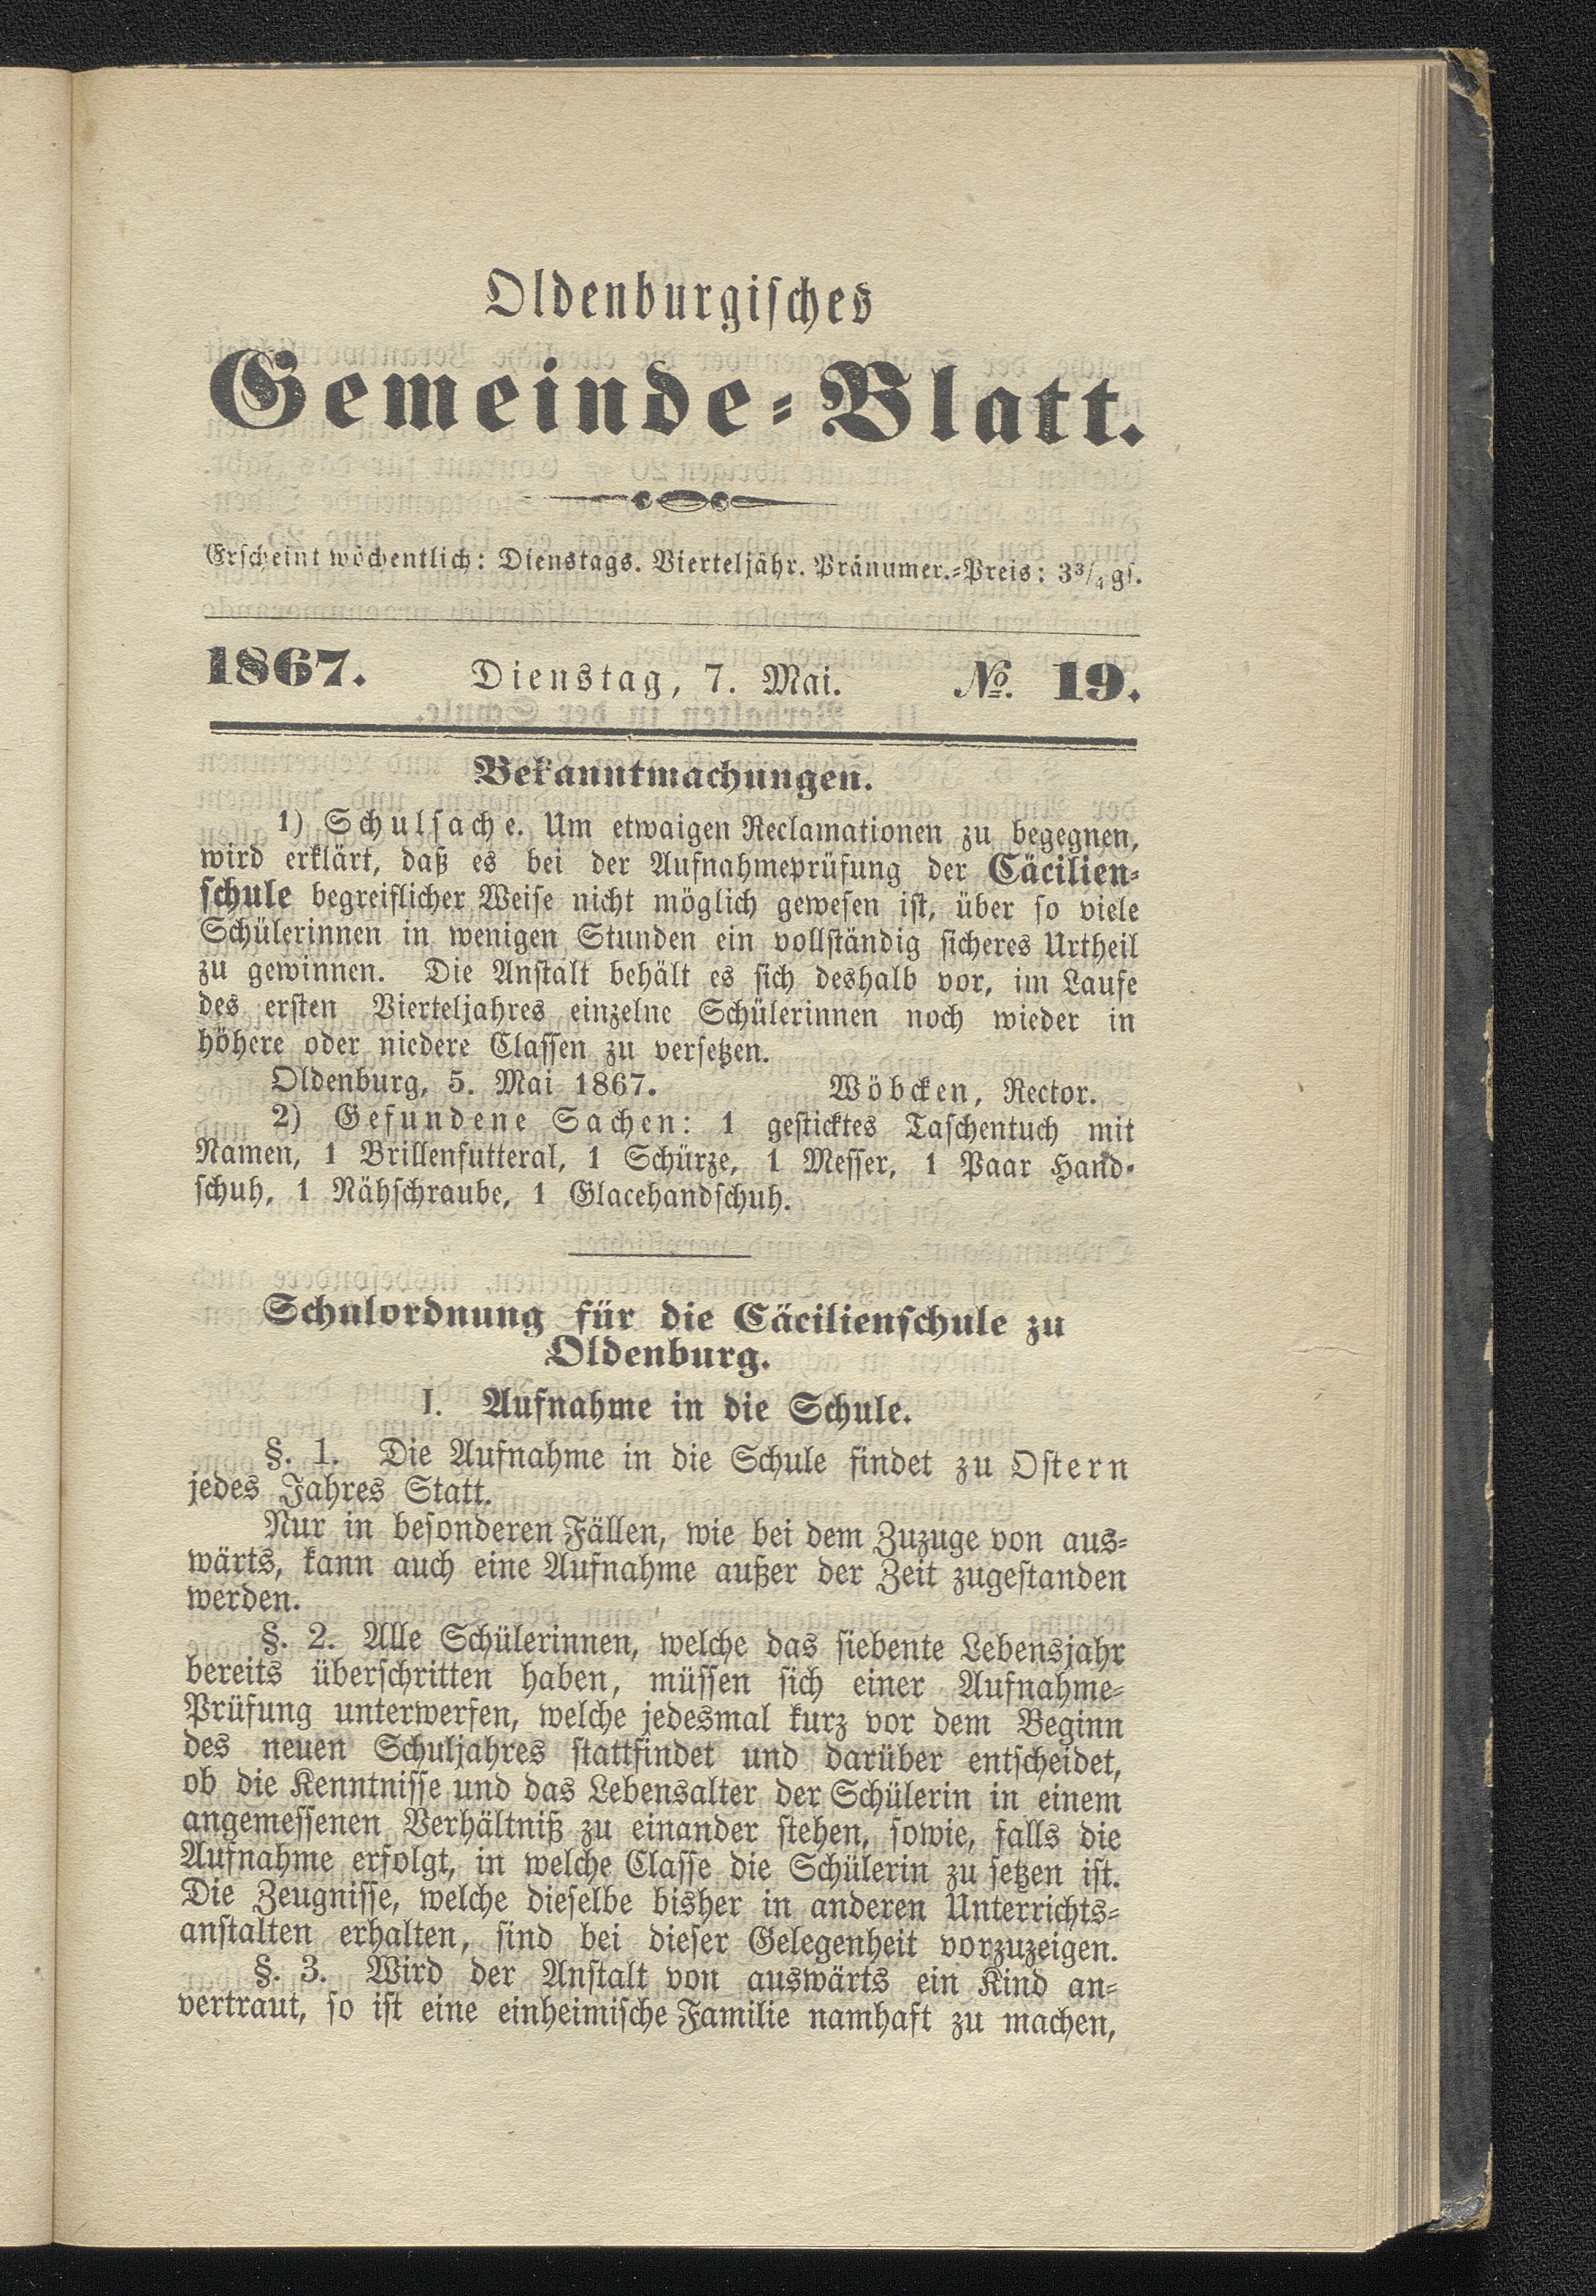 Oldenburgisches
Gemeinde-Blatt.
Erscheint wöchentlich: Dienstags. Vierteljähr. Pränumer.-Preis: 3¾ gs.
1867. Dienstag, 7. Mai. № 19.
Bekanntmachungen.
1) Schulsache. Um etwaigen Reclamationen zu begegnen,
wird erklärt, daß es bei der Aufnahmeprüfung der Cäcilien-
schule begreiflicher Weise nicht möglich gewesen ist, über so viele
Schülerinnen in wenigen Stunden ein vollständig sicheres Urtheil
zu gewinnen. Die Anstalt behält es sich deshalb vor, im Laufe
des ersten Vierteljahres einzelne Schülerinnen noch wieder in
höhere oder niedere Classen zu versetzen.
Oldenburg, 5. Mai 1867. Wöbcken, Rector.
2) Gefundene Sachen: 1 gesticktes Taschentuch mit
Namen, 1 Brillenfutteral, 1 Schürze, 1 Messer, 1 Paar Hand-
schuh, 1 Nähschraube, 1 Glacehandschuh.
Schulordnung für die Cäcilienschule zu
Oldenburg.
I. Aufnahme in die Schule.
§. 1. Die Aufnahme in die Schule findet zu Ostern
jedes Jahres Statt.
Nur in besonderen Fällen, wie bei dem Zuzuge von aus-
wärts, kann auch eine Aufnahme außer der Zeit zugestanden
werden.
§. 2. Alle Schülerinnen, welche das siebente Lebensjahr
bereits überschritten haben, müssen sich einer Aufnahme-
Prüfung unterwerfen, welche jedesmal kurz vor dem Beginn
des neuen Schuljahres stattfindet und darüber entscheidet,
ob die Kenntnisse und das Lebensalter der Schülerin in einem
angemessenen Verhältniß zu einander stehen, sowie, falls die
Aufnahme erfolgt, in welche Classe die Schülerin zu setzen ist.
Die Zeugnisse, welche dieselbe bisher in anderen Unterrichts-
anstalten erhalten, sind bei dieser Gelegenheit vorzuzeigen.
§. 3. Wird der Anstalt von auswärts ein Kind an-
vertraut, so ist eine einheimische Familie namhaft zu machen,